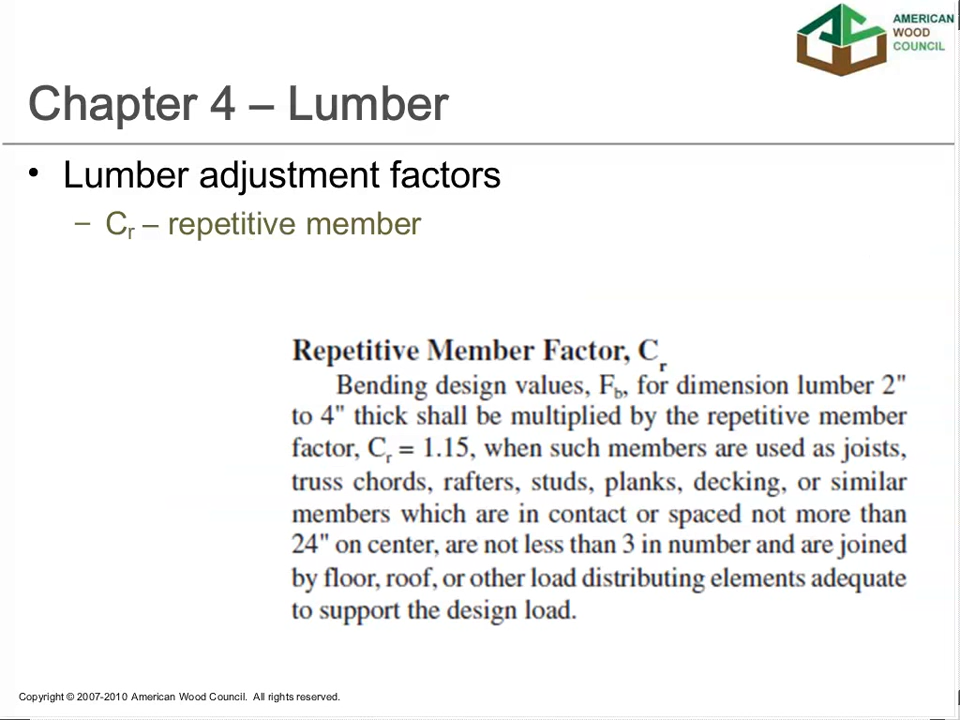 AMERICAN
WOOD
COUNCIL
Chapter 4 – Lumber
• Lumber adjustment factors
– Cr – repetitive member
Repetitive Member Factor, Cr
Bending design values, Fb, for dimension lumber 2"
to 4" thick shall be multiplied by the repetitive member
factor, Cr = 1.15, when such members are used as joists,
truss chords, rafters, studs, planks, decking, or similar
members which are in contact or spaced not more than
24" on center, are not less than 3 in number and are joined
by floor, roof, or other load distributing elements adequate
to support the design load.
Copyright © 2007-2010 American Wood Council. All rights reserved.